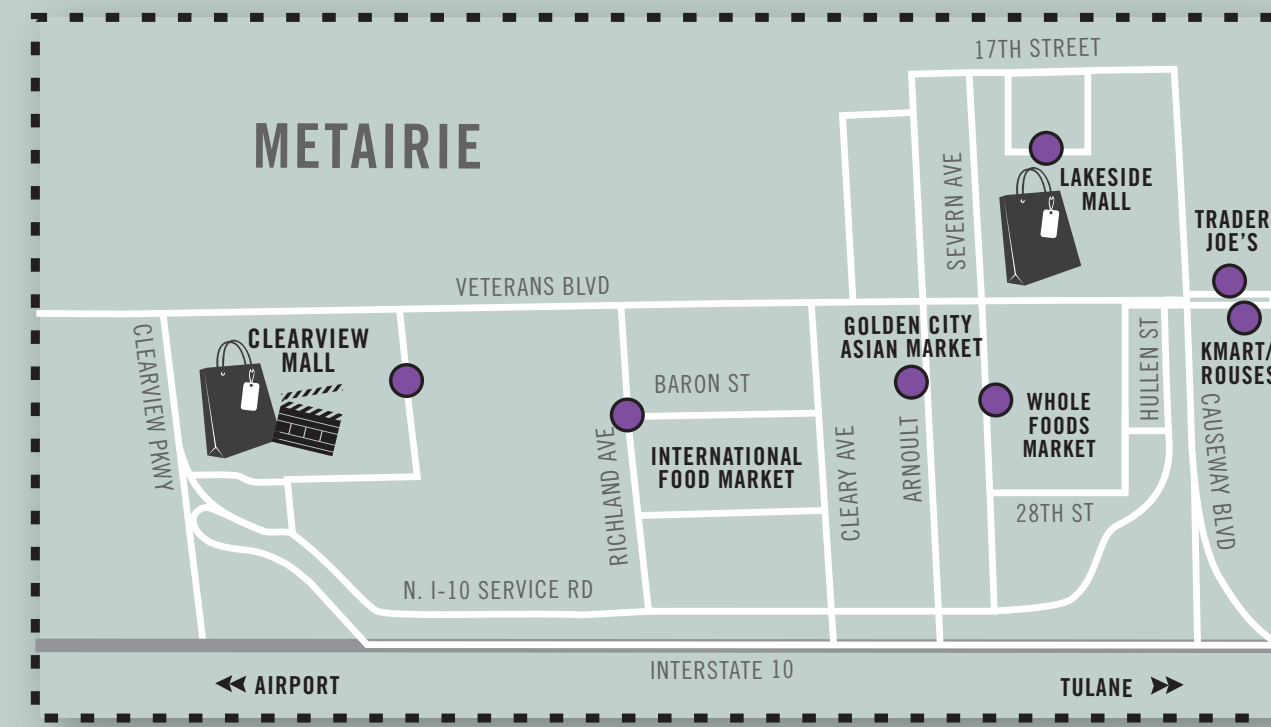 17TH STREET
METAIRIE
SEVERN AVE
LAKESIDE
MALL
TRADER
JOE'S
VETERANS BLVD
CLEARVIEW PKWY
CLEARVIEW
MALL
GOLDEN CITY
ASIAN MARKET
HULLEN ST
KMART/
ROUSES
BARON ST
WHOLE
FOODS
MARKET
CAUSEWAY BLVD
RICHLAND AVE
INTERNATIONAL
FOOD MARKET
CLEARY AVE
ARNOULT
28TH ST
N. I-10 SERVICE RD
INTERSTATE 10
AIRPORT
TULANE